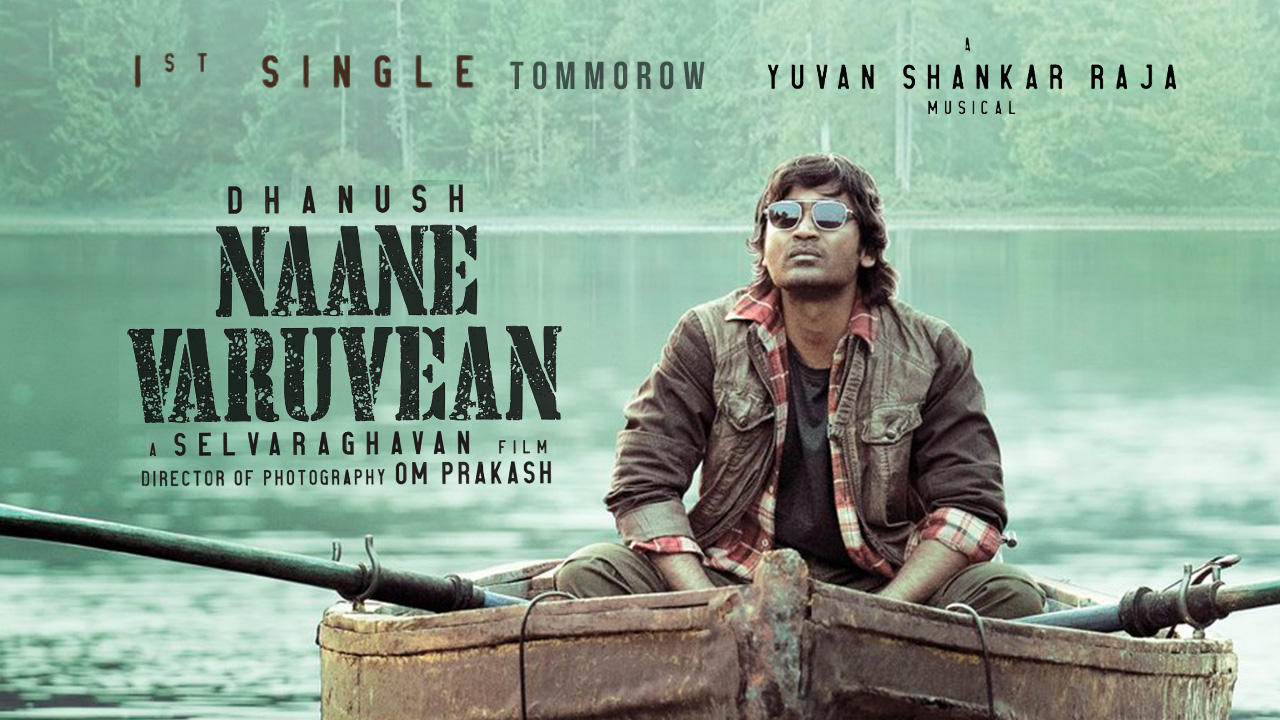 1ST SINGLE TOMMOROW
A
YUVAN SHANKAR RAJA
MUSICAL
DHANUSH
NAANE
VARUVEAN
A SELVARAGHAVAN FILM
DIRECTOR OF PHOTOGRAPHY OM PRAKASH